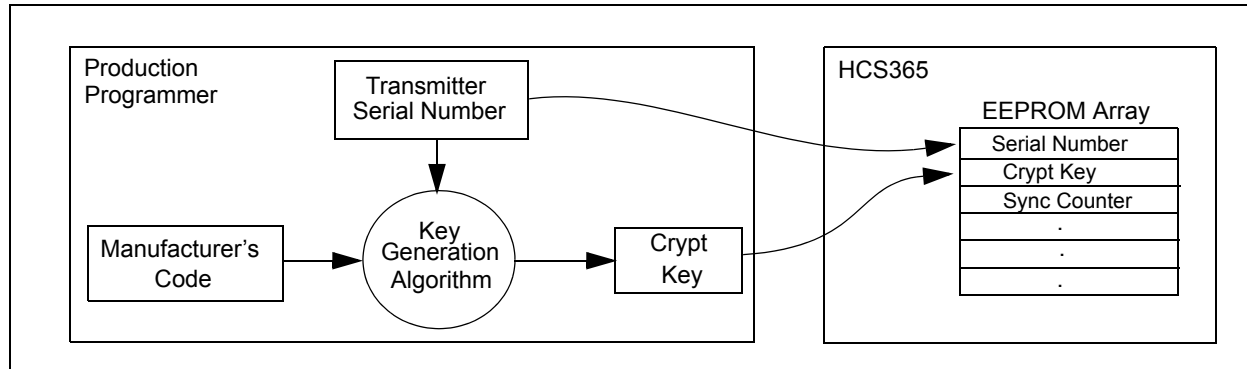 Production
Programmer
Transmitter
Serial Number
Manufacturer's
Code
Key
Generation
Algorithm
Crypt
Key
HCS365
EEPROM Array
Serial Number
Crypt Key
Sync Counter
.
.
.